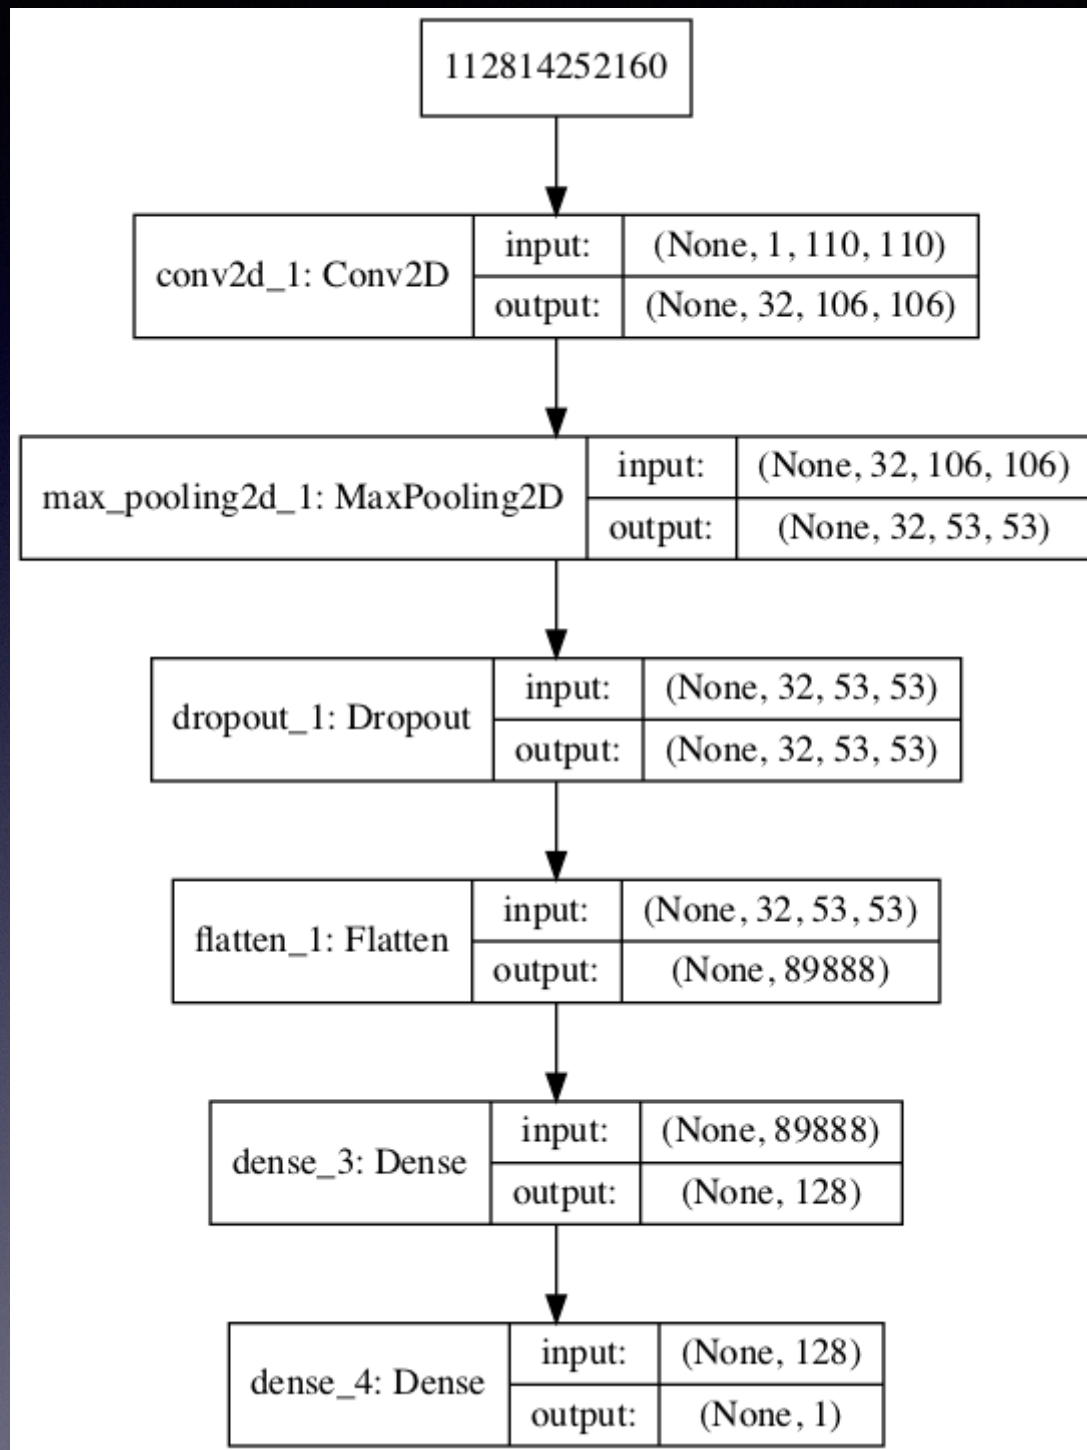 112814252160
conv2d_1: Conv2D
input:
(None, 1, 110, 110)
output:
(None, 32, 106, 106)
max_pooling2d_1: MaxPooling2D
input:
(None, 32, 106, 106)
output:
(None, 32, 53, 53)
dropout_1: Dropout
input:
(None, 32, 53, 53)
output:
(None, 32, 53, 53)
flatten_1: Flatten
input:
(None, 32, 53, 53)
output:
(None, 89888)
dense_3: Dense
input:
(None, 89888)
output:
(None, 128)
dense_4: Dense
input:
(None, 128)
output:
(None, 1)